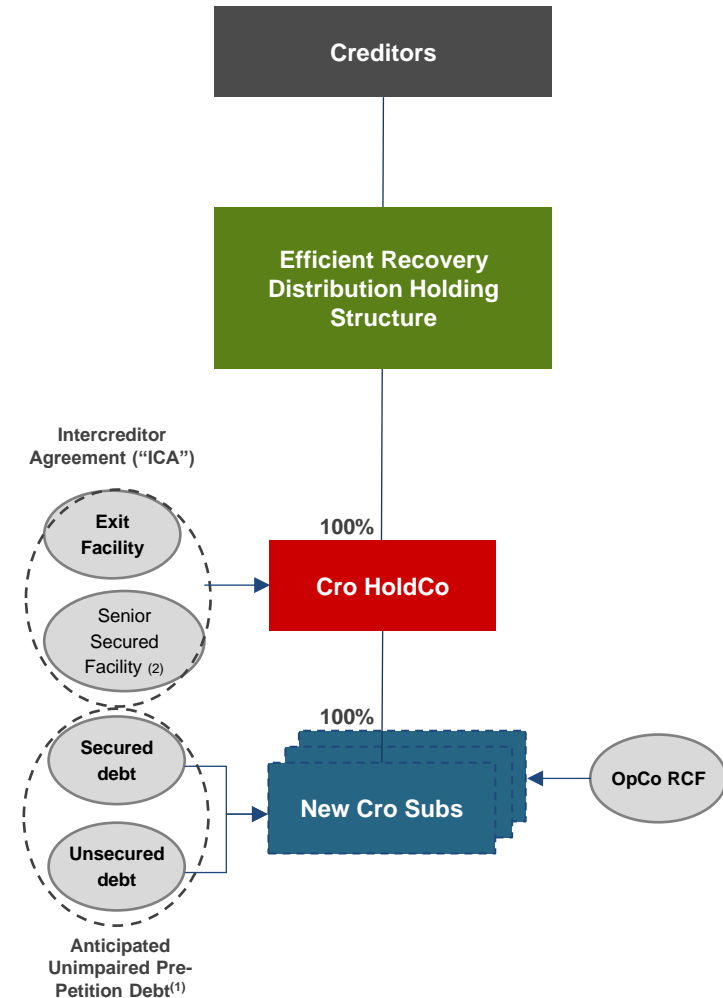 Creditors
Efficient Recovery
Distribution Holding
Structure
Intercreditor
Agreement (“ICA”)
Exit
Facility
Senior
Secured
Facility (2)
100%
Cro HoldCo
100%
Secured
debt
Unsecured
debt
New Cro Subs
OpCo RCF
Anticipated
Unimpaired Pre-
Petition Debt(1)